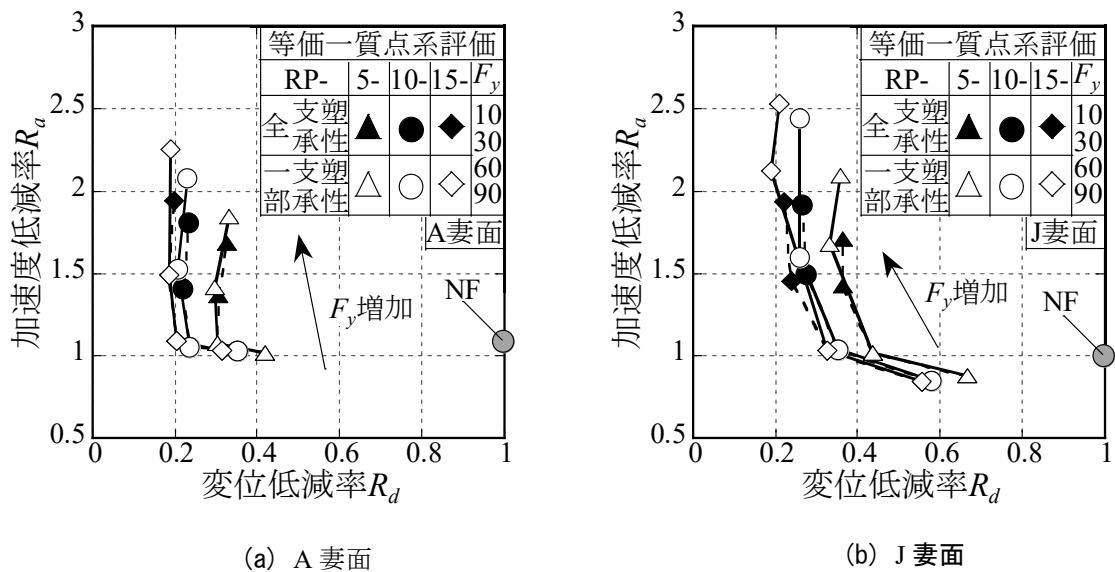 3
2.5
2
1.5
1
0.5
加速度低減率Ra
0 0.2 0.4 0.6 0.8 1
変位低減率Rd
等価一質点系評価
RP- 5- 10- 15- Fy
全 支承 塑性 ▲ ● ◆ 10 30
一部 支承 塑性 △ ○ ◇ 60 90
A妻面
NF
Fy増加
(a) A 妻面
3
2.5
2
1.5
1
0.5
加速度低減率Ra
0 0.2 0.4 0.6 0.8 1
変位低減率Rd
等価一質点系評価
RP- 5- 10- 15- Fy
全 支承 塑性 ▲ ● ◆ 10 30
一部 支承 塑性 △ ○ ◇ 60 90
J妻面
NF
Fy増加
(b) J 妻面